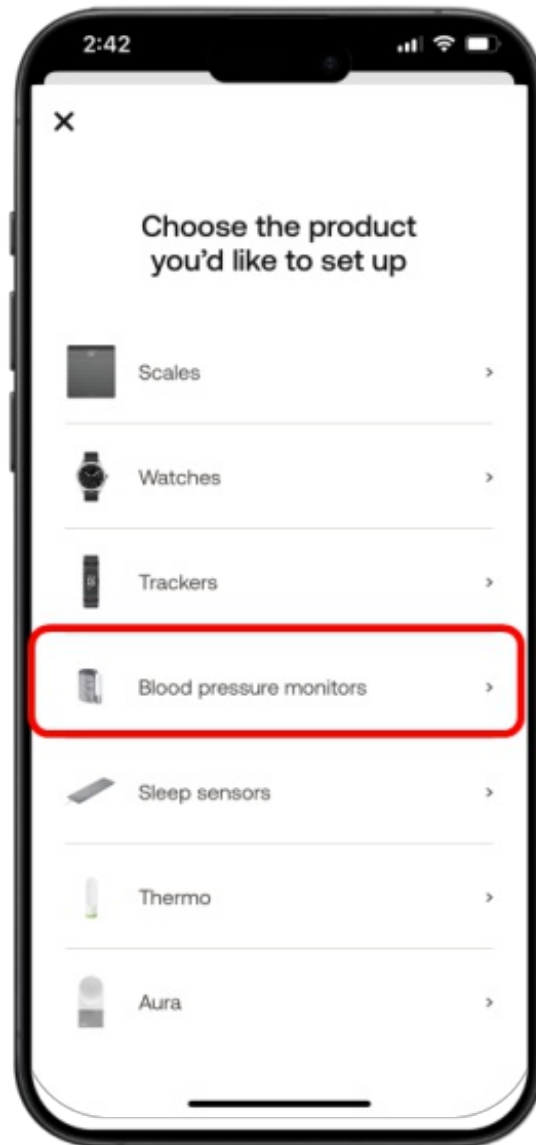 2:42
Choose the product
you'd like to set up
Scales
Watches
Trackers
Blood pressure monitors
Sleep sensors
Thermo
Aura